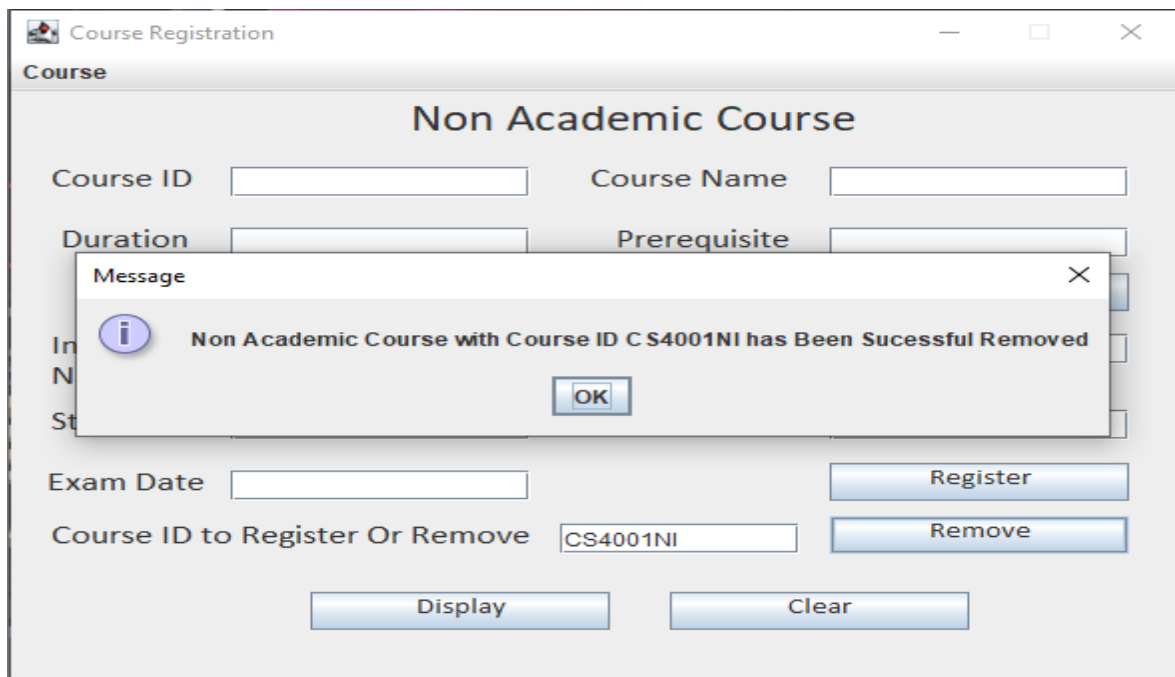 Course Registration
Course
Non Academic Course
Course ID
Course Name
Duration
Prerequisite
Message
Non Academic Course with Course ID CS4001NI has Been Sucessful Removed
OK
Exam Date
Register
Course ID to Register Or Remove
CS4001NI
Remove
Display
Clear